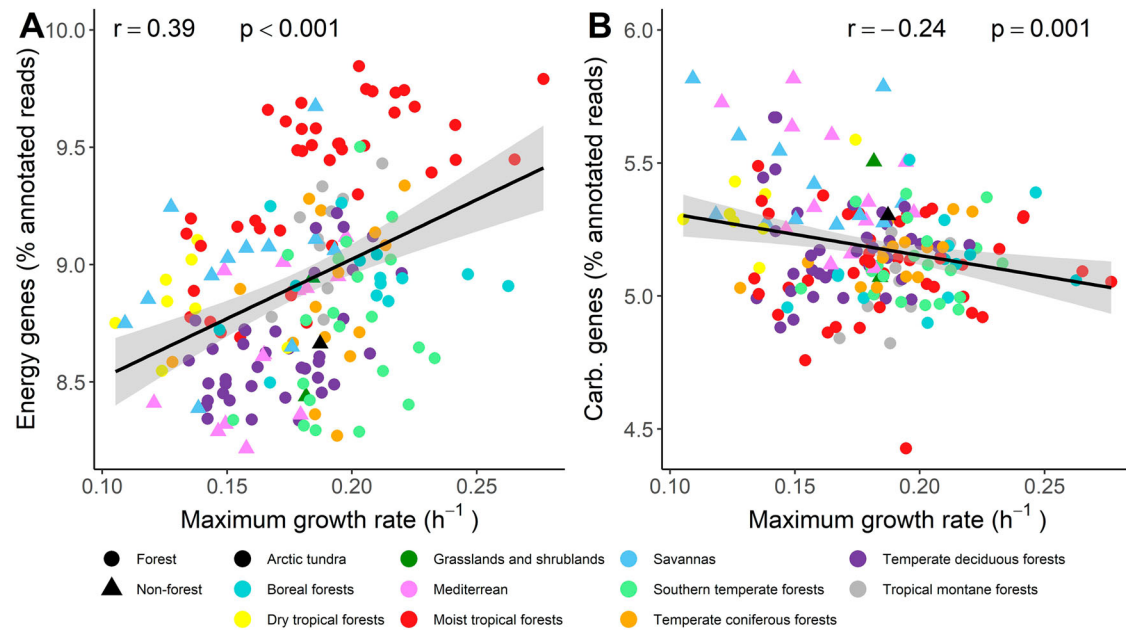 A
r = 0.39 p < 0.001
Energy genes (% annotated reads)
10.0
9.5
9.0
8.5
0.10 0.15 0.20 0.25
Maximum growth rate (h⁻¹)
B
r = −0.24 p = 0.001
Carb. genes (% annotated reads)
6.0
5.5
5.0
4.5
0.10 0.15 0.20 0.25
Maximum growth rate (h⁻¹)
Forest Arctic tundra Grasslands and shrublands Savannas Temperate deciduous forests
Non-forest Boreal forests Mediterrean Southern temperate forests Tropical montane forests
Dry tropical forests Moist tropical forests Temperate coniferous forests